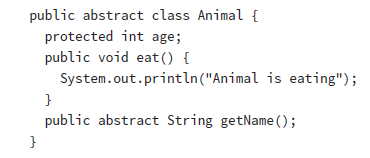 public abstract class Animal {
  protected int age;
  public void eat() {
    System.out.println("Animal is eating");
  }
  public abstract String getName();
}